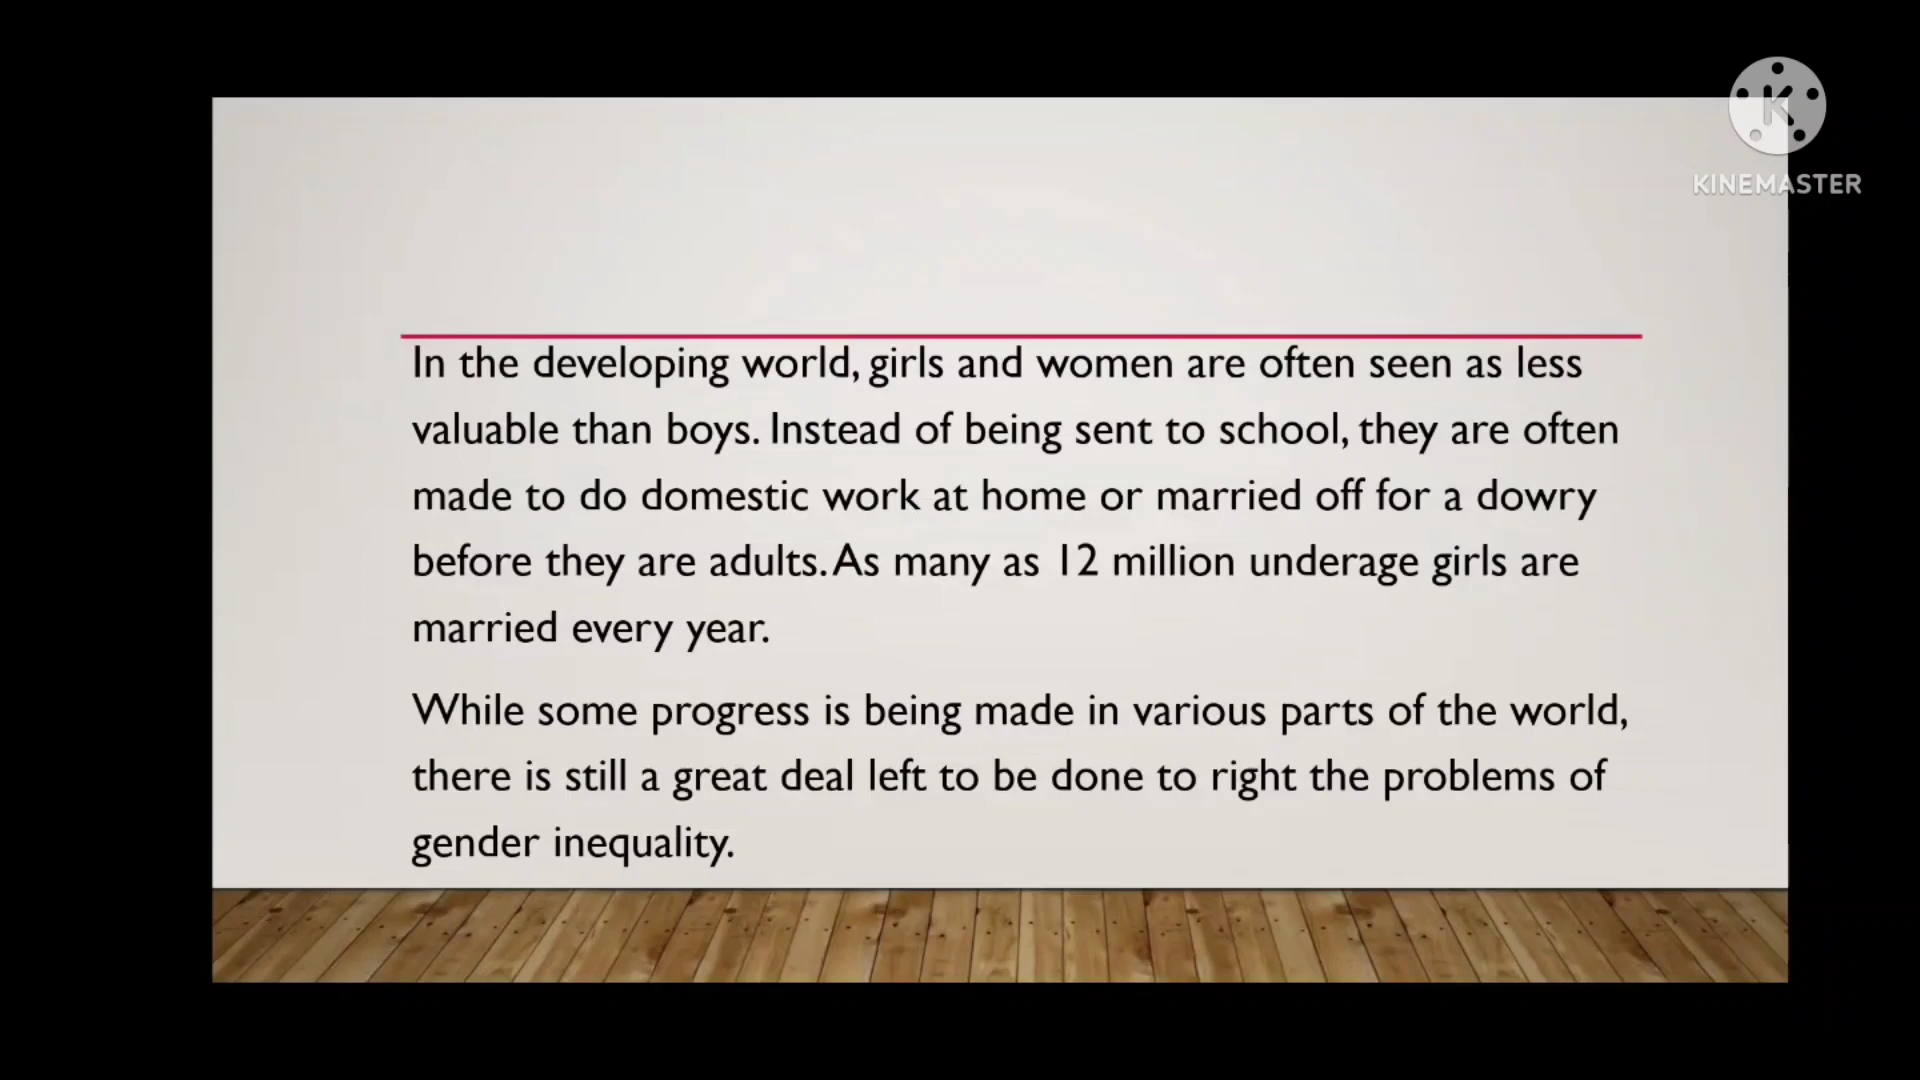 KINEMASTER
In the developing world, girls and women are often seen as less
valuable than boys. Instead of being sent to school, they are often
made to do domestic work at home or married off for a dowry
before they are adults. As many as 12 million underage girls are
married every year.
While some progress is being made in various parts of the world,
there is still a great deal left to be done to right the problems of
gender inequality.